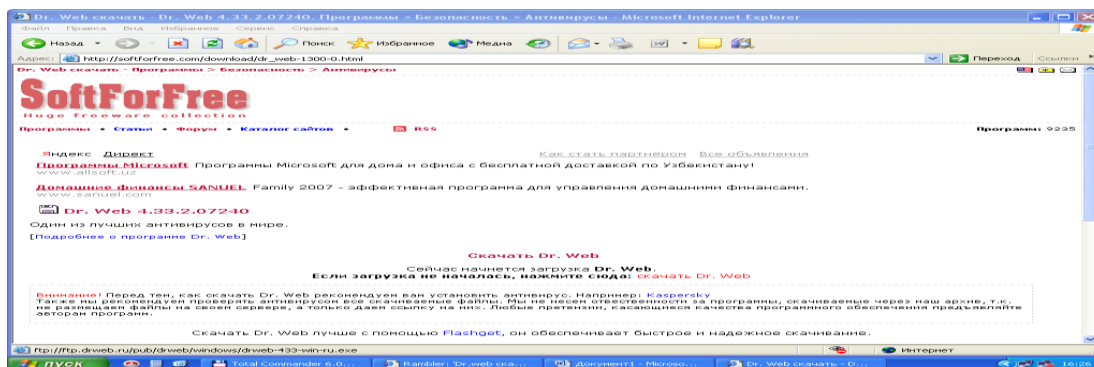 Dr. Web скачать - Dr. Web 4.33.2.07240. Программы > Безопасность > Антивирусы - Microsoft Internet Explorer
Файл Правка Вид Избранное Сервис Справка
Назад Поиск Избранное Медиа
Адрес: http://softforfree.com/download/dr_web-1300-0.html Переход Ссылки
Dr. Web скачать - Программы > Безопасность > Антивирусы
SoftForFree
Huge freeware collection
Программы • Статьи • Форум • Каталог сайтов • RSS Программ: 9235
Яндекс Директ Как стать партнёром Все объявления
Программы Microsoft Программы Microsoft для дома и офиса с бесплатной доставкой по Узбекистану!
www.allsoft.uz
Домашние финансы SANUEL Family 2007 - эффективная программа для управления домашними финансами.
www.sanuel.com
Dr. Web 4.33.2.07240
Один из лучших антивирусов в мире.
[Подробнее о программе Dr. Web]
Скачать Dr. Web
Сейчас начнется загрузка Dr. Web.
Если загрузка не началась, нажмите сюда: скачать Dr. Web
Внимание! Перед тем, как скачать Dr. Web рекомендуем вам установить антивирус. Например: Kaspersky
Также мы рекомендуем проверять антивирусом все скачиваемые файлы. Мы не несем отвественности за программы, скачиваемые через наш архив, т.к.
не размещаем файлы на своем сервере, а только даем ссылку на них. Любые претензии, касающиеся качества программного обеспечения предъявляйте
авторам программ.
Скачать Dr. Web лучше с помощью Flashget, он обеспечивает быстрое и надежное скачивание.
ftp://ftp.drweb.ru/pub/drweb/windows/drweb-433-win-ru.exe Интернет
пуск Total Commander 6.0... Rambler: 'Dr.web ска... Документ1 - Microso... Dr. Web скачать - D... 16:26